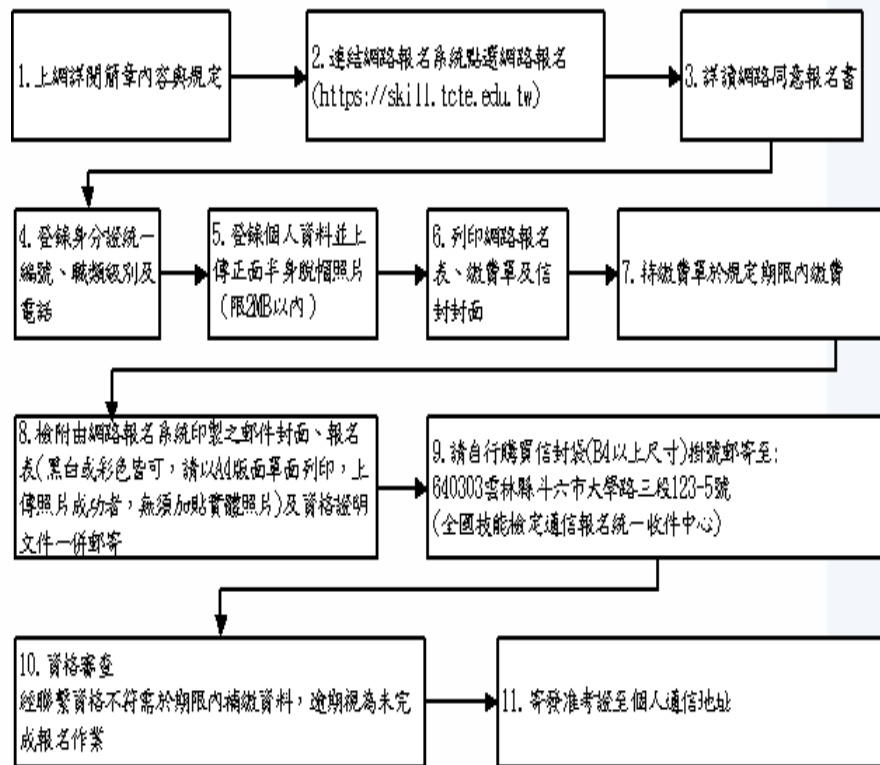 1.上網詳閱簡章內容與規定
2.連結網路報名系統點選網路報名
(https://skill.tcte.edu.tw)
3.詳讀網路同意報名書
4.登錄身分證統一
編號、職類級別及
電話
5.登錄個人資料並上
傳正面半身脫帽照片
(限2MB以內)
6.列印網路報名
表、繳費單及信
封封面
7.持繳費單於規定期限內繳費
8.檢附由網路報名系統印製之郵件封面、報名
表(黑白或彩色皆可，請以A4版面單面列印，上
傳照片成功者，無須加貼實體照片)及資格證明
文件一併郵寄
9.請自行購買信封袋(B4以上尺寸)掛號郵寄至:
640303雲林縣斗六市大學路三段123-5號
(全國技能檢定通信報名統一收件中心)
10.資格審查
經聯繫資格不符需於期限內補繳資料，逾期視為未完
成報名作業
11.寄發准考證至個人通信地址